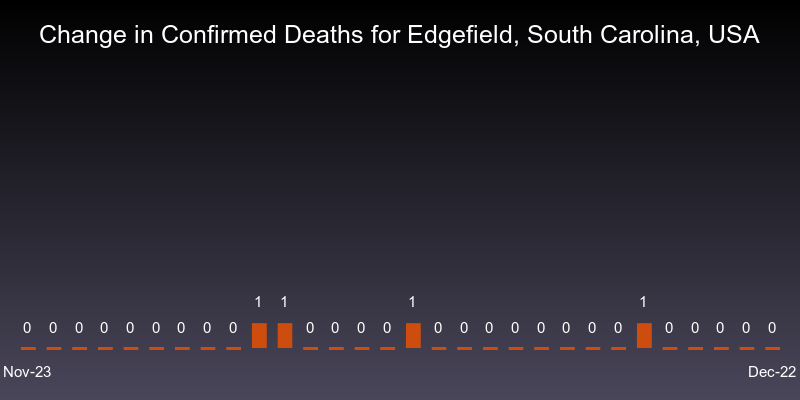 Change in Confirmed Deaths for Edgefield, South Carolina, USA
1 1 1 1
0 0 0 0 0 0 0 0 0 0 0 0 0 0 0 0 0 0 0 0 0 0 0 0 0 0
Nov-23 Dec-22